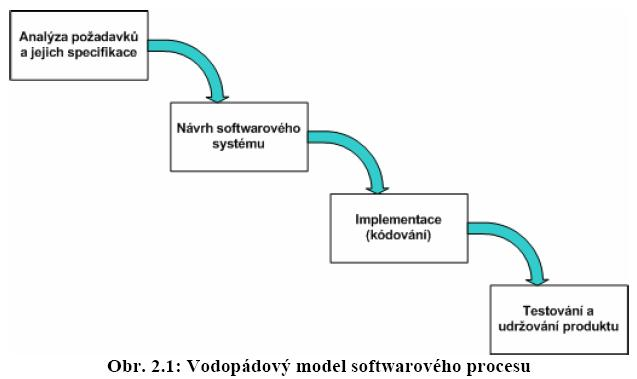 Analýza požadavků
a jejich specifikace
Návrh softwarového
systému
Implementace
(kódování)
Testování a
udržování produktu
Obr. 2.1: Vodopádový model softwarového procesu